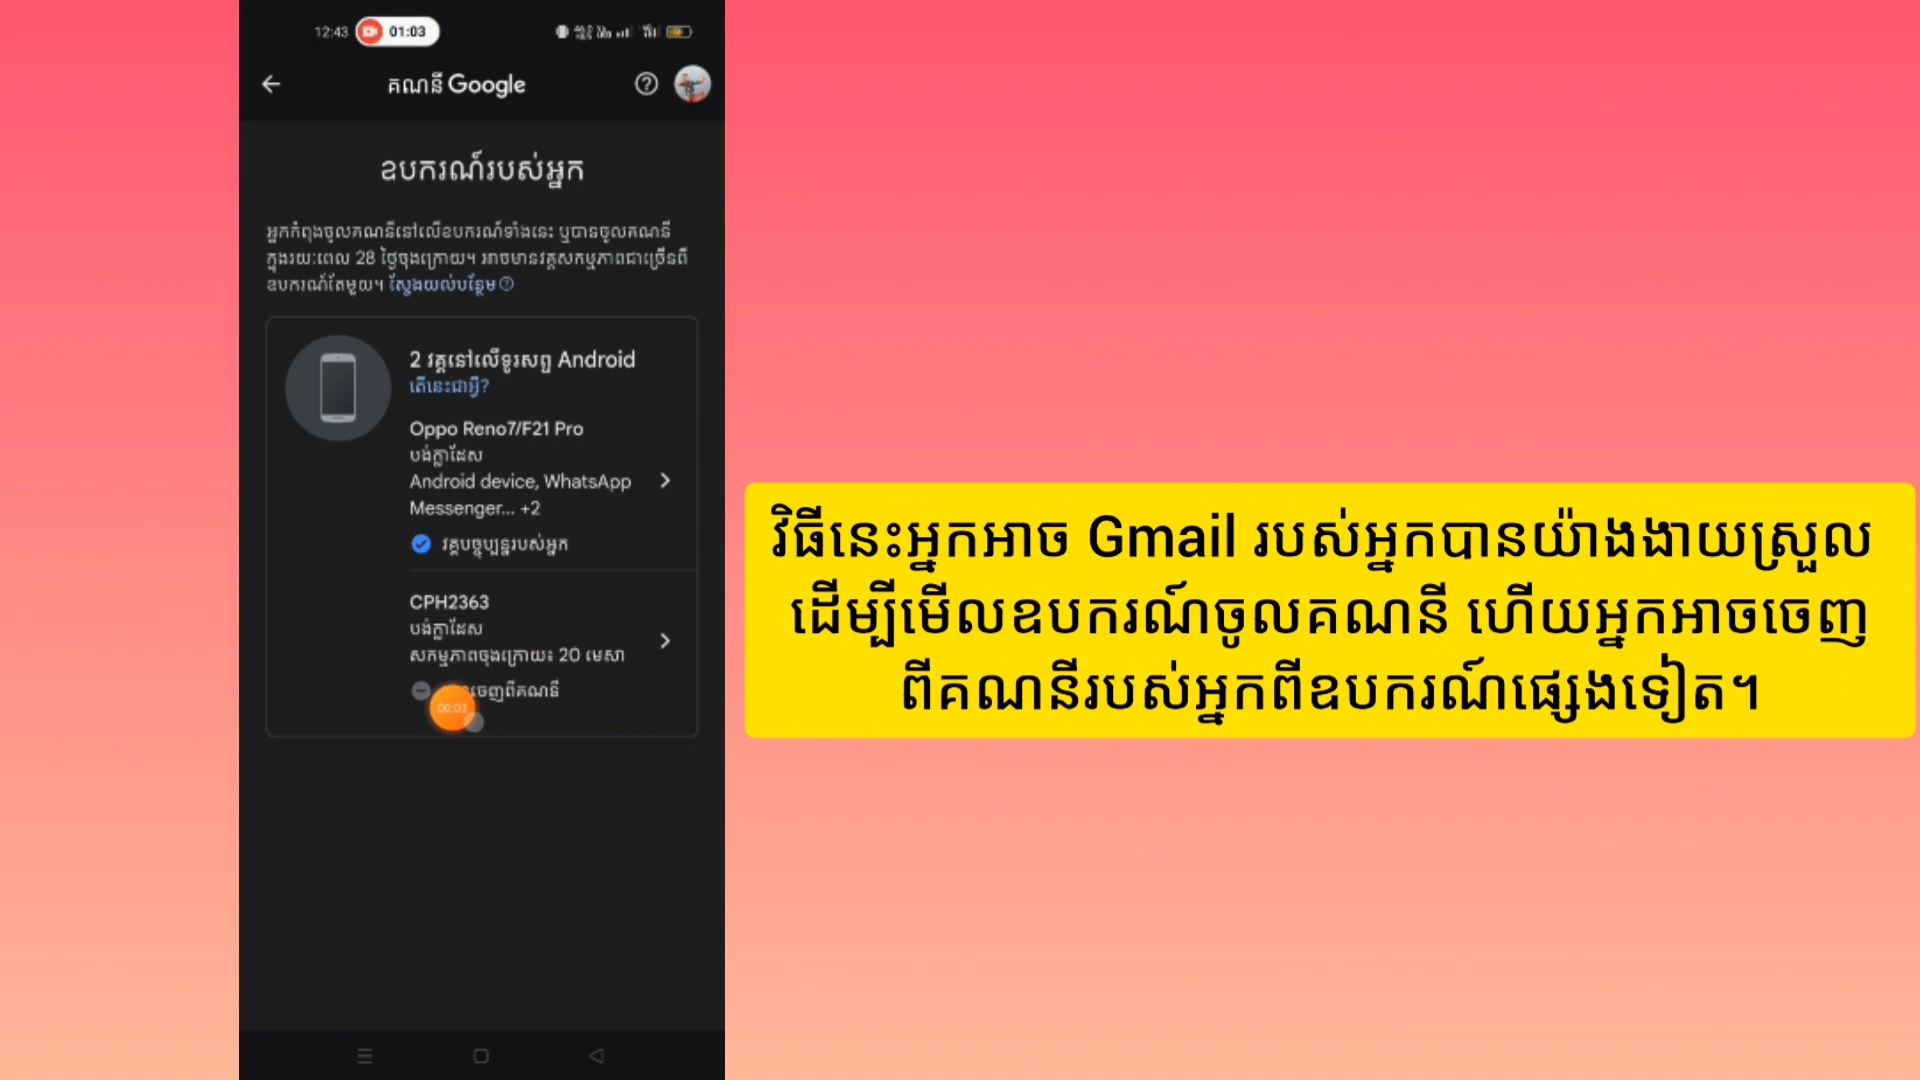 12:43
01:03
គណនី Google
ឧបករណ៍របស់អ្នក
អ្នកកំពុងចូលគណនីនៅលើឧបករណ៍ទាំងនេះ ឬបានចូលគណនី
ក្នុងរយៈពេល 28 ថ្ងៃចុងក្រោយ។ អាចមានវគ្គសកម្មភាពជាច្រើនពី
ឧបករណ៍តែមួយ។ ស្វែងយល់បន្ថែម
2 វគ្គនៅលើទូរសព្ទ Android
តើនេះជាអ្វី?
Oppo Reno7/F21 Pro
បង់ក្លាដែស
Android device, WhatsApp
Messenger... +2
វគ្គបច្ចុប្បន្នរបស់អ្នក
CPH2363
បង់ក្លាដែស
សកម្មភាពចុងក្រោយ៖ 20 មេសា
ចេញពីគណនី
00:03
វិធីនេះអ្នកអាច Gmail របស់អ្នកបានយ៉ាងងាយស្រួល
ដើម្បីមើលឧបករណ៍ចូលគណនី ហើយអ្នកអាចចេញ
ពីគណនីរបស់អ្នកពីឧបករណ៍ផ្សេងទៀត។